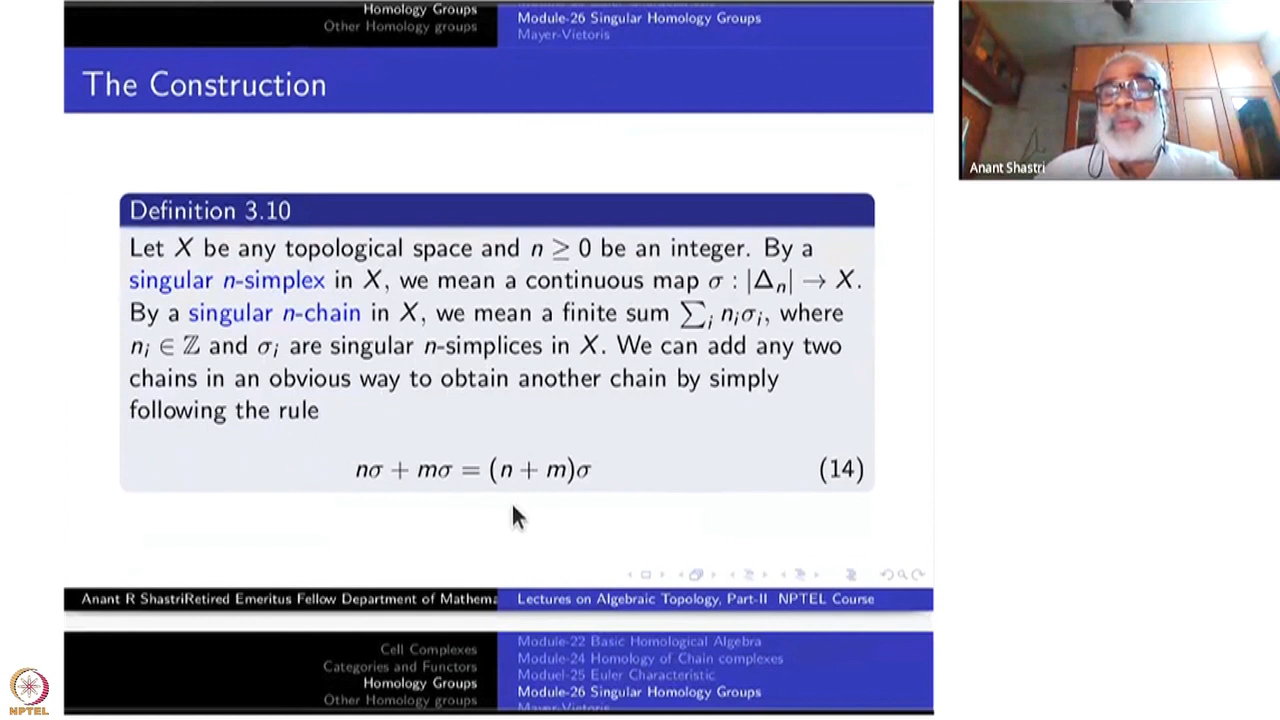 Homology Groups
Other Homology groups
Module-26 Singular Homology Groups
Mayer-Vietoris
The Construction
Definition 3.10
Let X be any topological space and n ≥ 0 be an integer. By a
singular n-simplex in X, we mean a continuous map σ : |Δₙ| → X.
By a singular n-chain in X, we mean a finite sum ∑ᵢ nᵢσᵢ, where
nᵢ ∈ ℤ and σᵢ are singular n-simplices in X. We can add any two
chains in an obvious way to obtain another chain by simply
following the rule
nσ + mσ = (n + m)σ (14)
Anant R ShastriRetired Emeritus Fellow Department of Mathema
Lectures on Algebraic Topology, Part-II NPTEL Course
Cell Complexes
Categories and Functors
Homology Groups
Other Homology groups
Module-22 Basic Homological Algebra
Module-24 Homology of Chain complexes
Moduel-25 Euler Characteristic
Module-26 Singular Homology Groups
Mayer-Vietoris
Anant Shastri
NPTEL